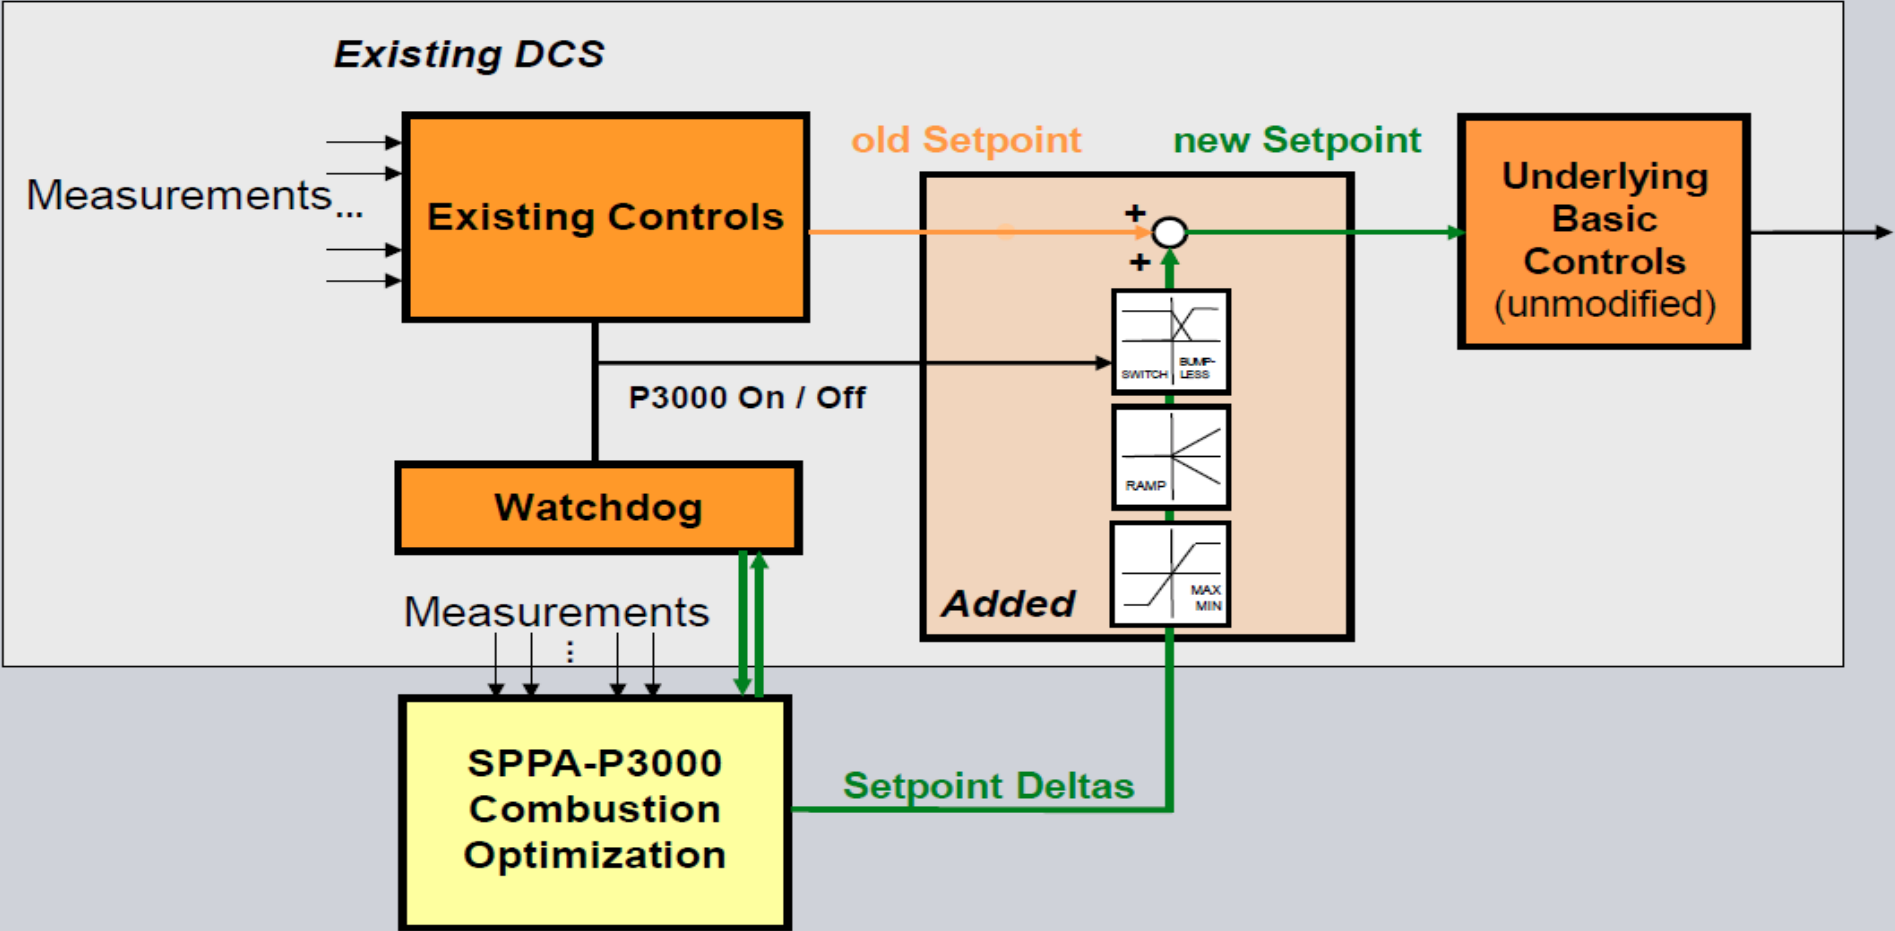 Existing DCS
old Setpoint
new Setpoint
Measurements...
Existing Controls
+
+
Underlying
Basic
Controls
(unmodified)
SWITCH
BUMP-
LESS
P3000 On / Off
RAMP
Watchdog
MAX
MIN
Added
Measurements
...
SPPA-P3000
Combustion
Optimization
Setpoint Deltas